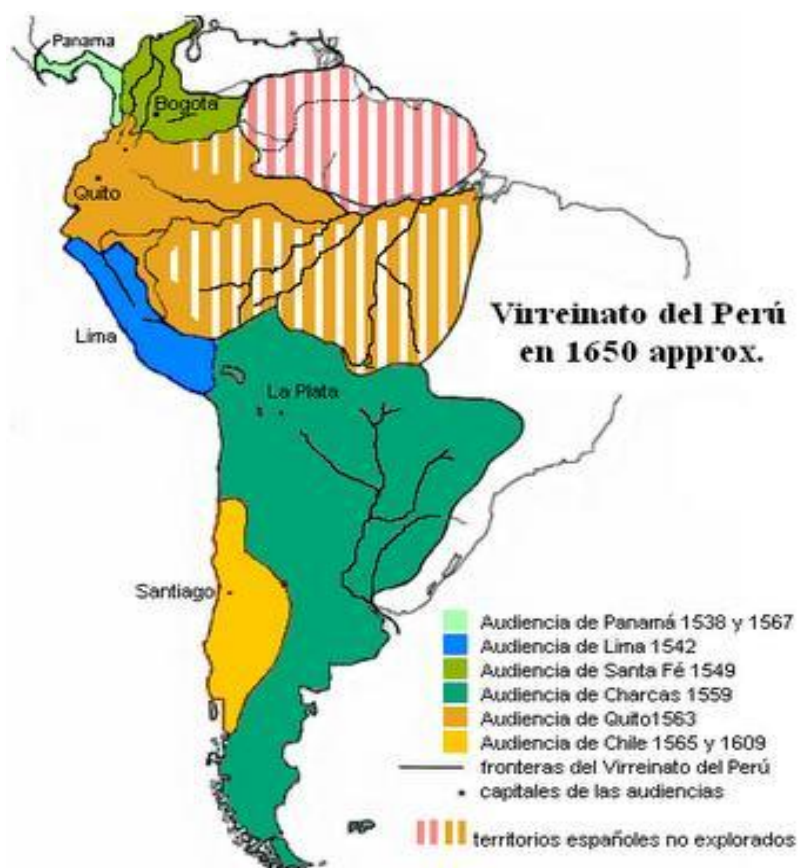 Panama
Bogota
Quito
Lima
Virreinato del Perú
en 1650 approx.
La Plata
Santiago
Audiencia de Panamá 1538 y 1567
Audiencia de Lima 1542
Audiencia de Santa Fé 1549
Audiencia de Charcas 1559
Audiencia de Quito1563
Audiencia de Chile 1565 y 1609
fronteras del Virreinato del Perú
capitales de las audiencias
territorios españoles no explorados